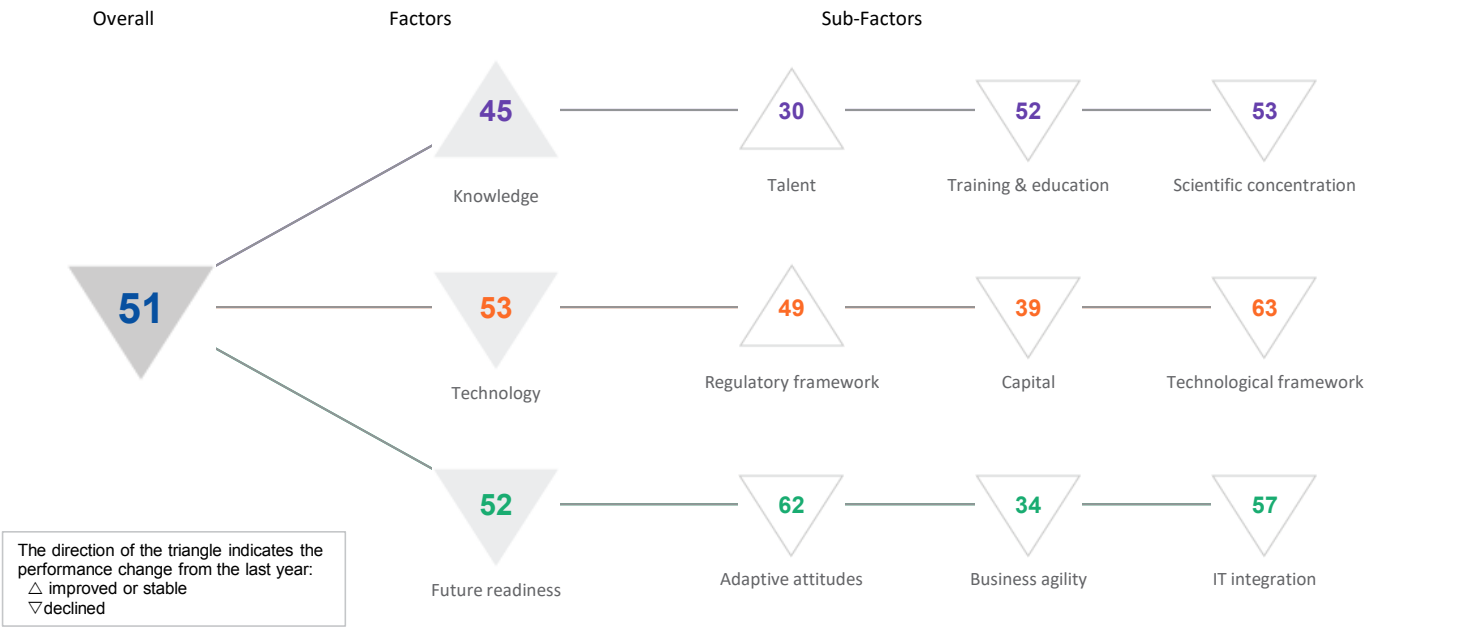 Overall Factors Sub-Factors
45 30 52 53
Knowledge Talent Training & education Scientific concentration
51 53 49 39 63
Technology Regulatory framework Capital Technological framework
52 62 34 57
Future readiness Adaptive attitudes Business agility IT integration
The direction of the triangle indicates the
performance change from the last year:
△ improved or stable
▽declined